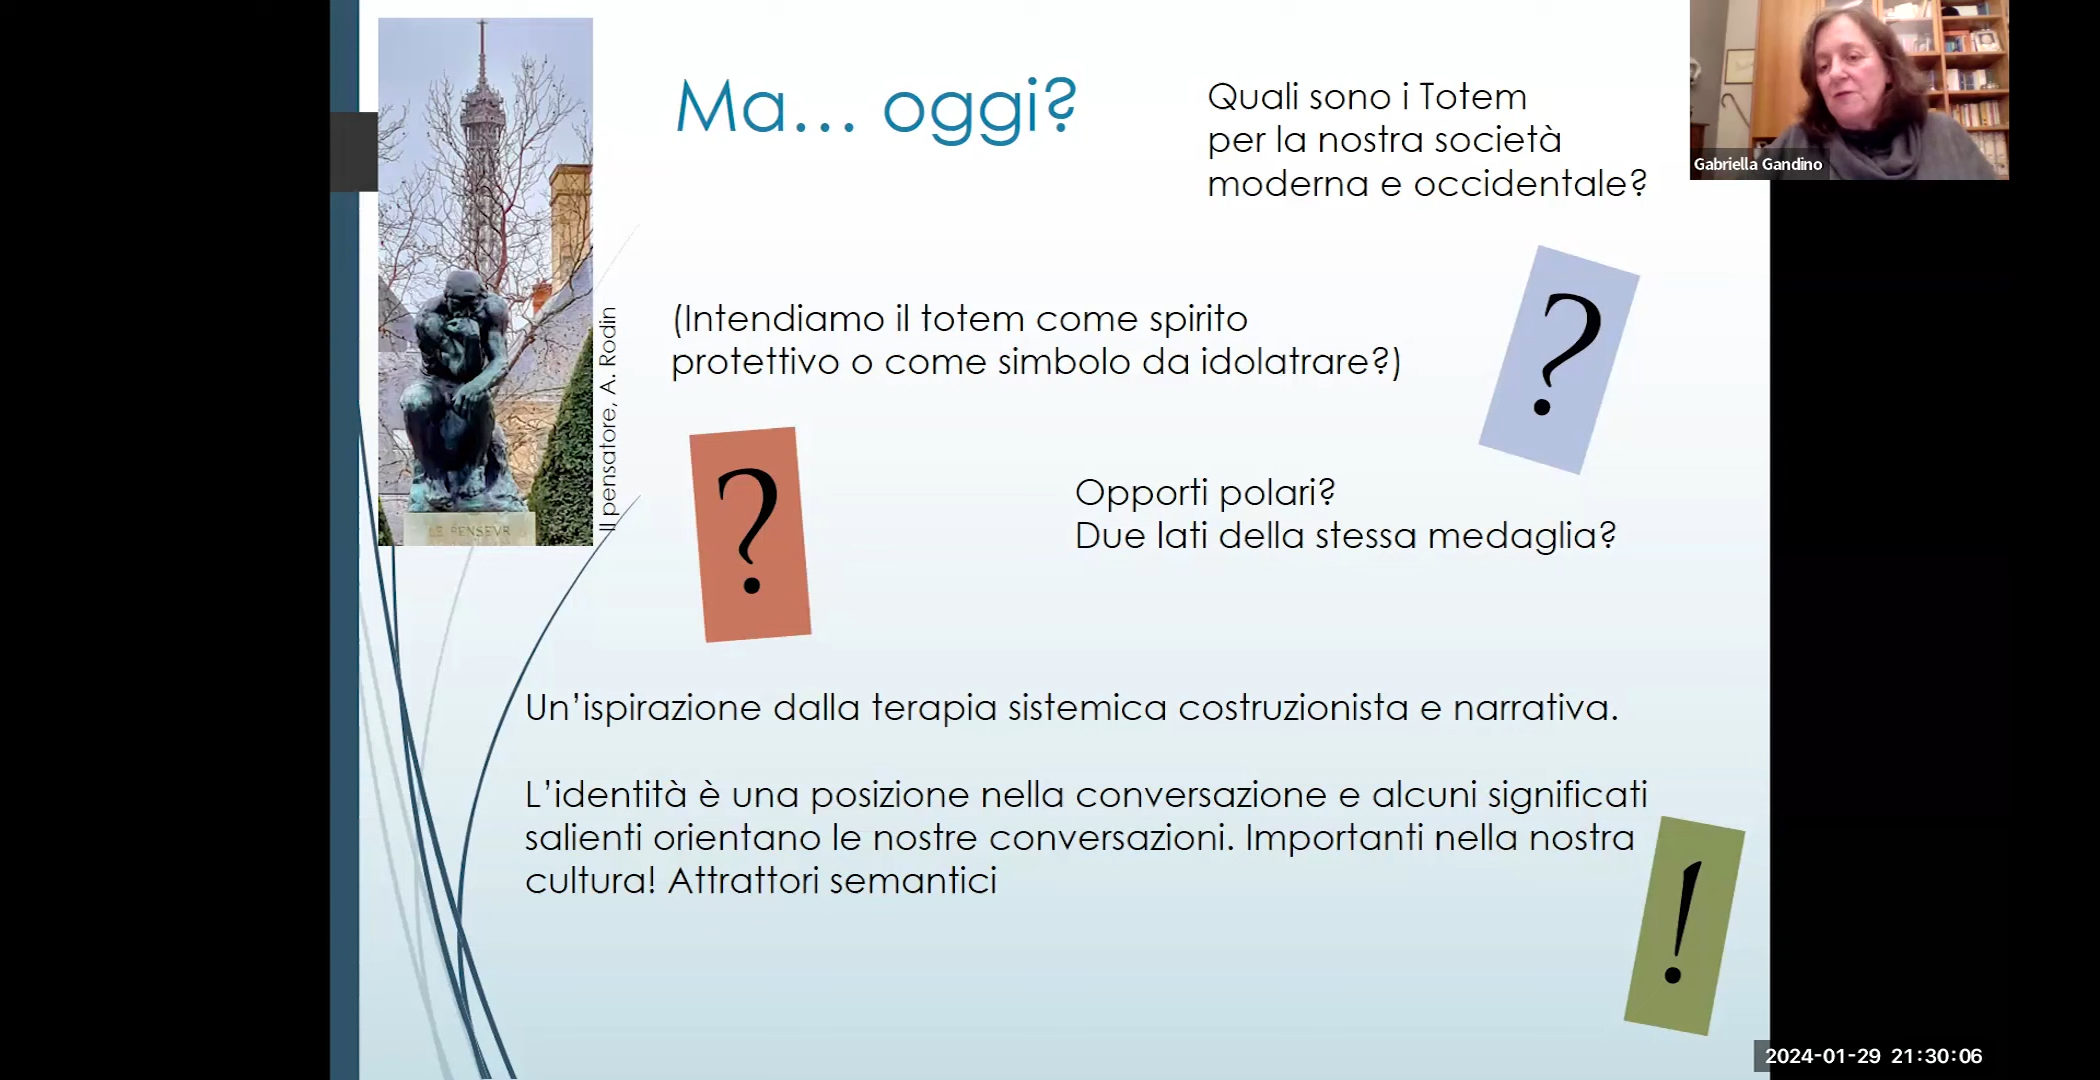 Ma... oggi?
Quali sono i Totem
per la nostra società
moderna e occidentale?
Gabriella Gandino
(Intendiamo il totem come spirito
protettivo o come simbolo da idolatrare?)
?
Il pensatore, A. Rodin
LE PENSEVR
?
Opporti polari?
Due lati della stessa medaglia?
Un'ispirazione dalla terapia sistemica costruzionista e narrativa.
L'identità è una posizione nella conversazione e alcuni significati
salienti orientano le nostre conversazioni. Importanti nella nostra
cultura! Attrattori semantici
!
2024-01-29 21:30:06